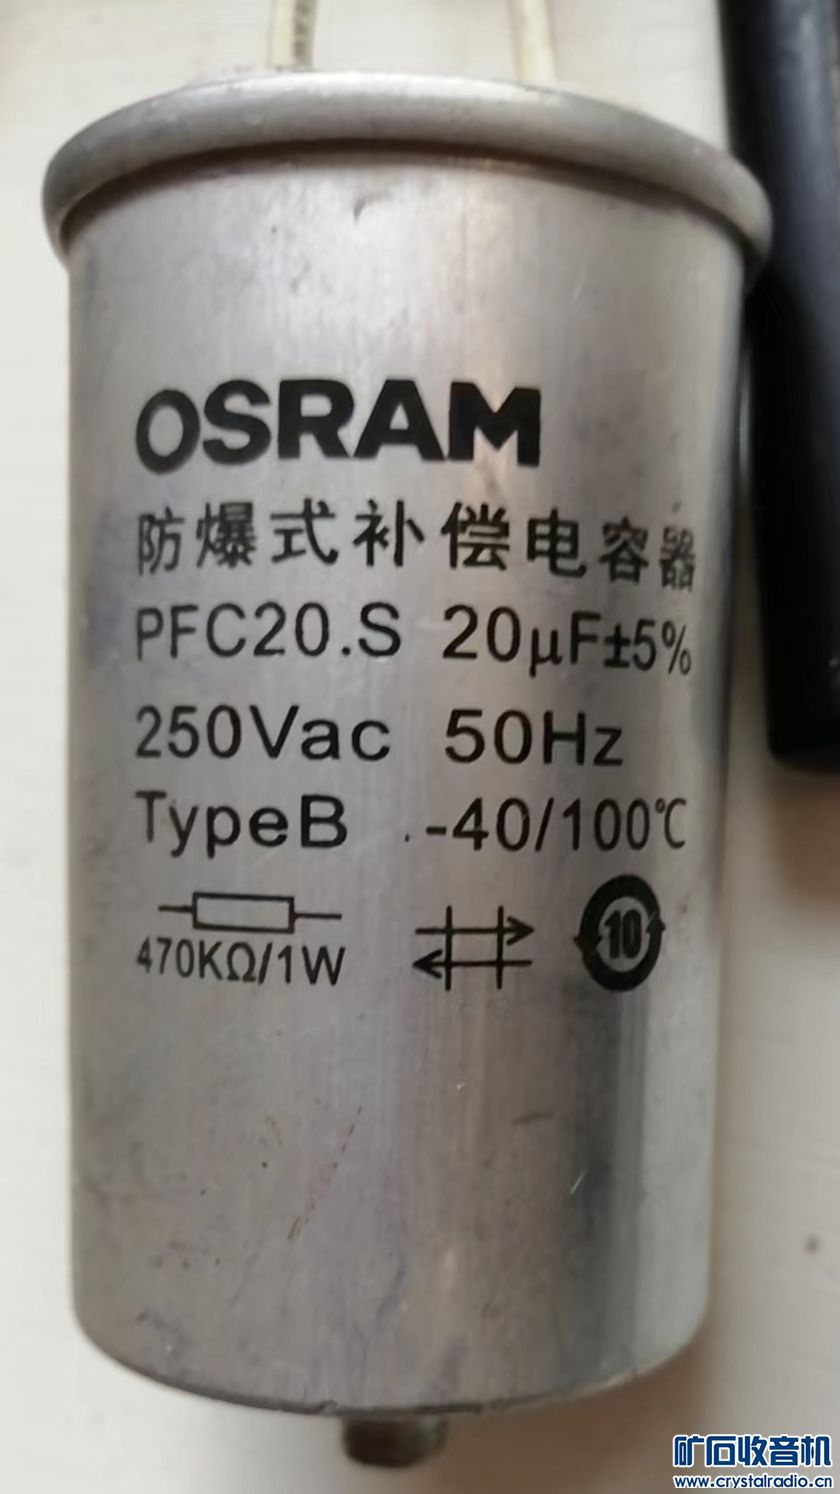 OSRAM
防爆式补偿电容器
PFC20.S 20μF±5%
250Vac 50Hz
TypeB -40/100℃
470KΩ/1W
10
矿石收音机
www.crystalradio.cn